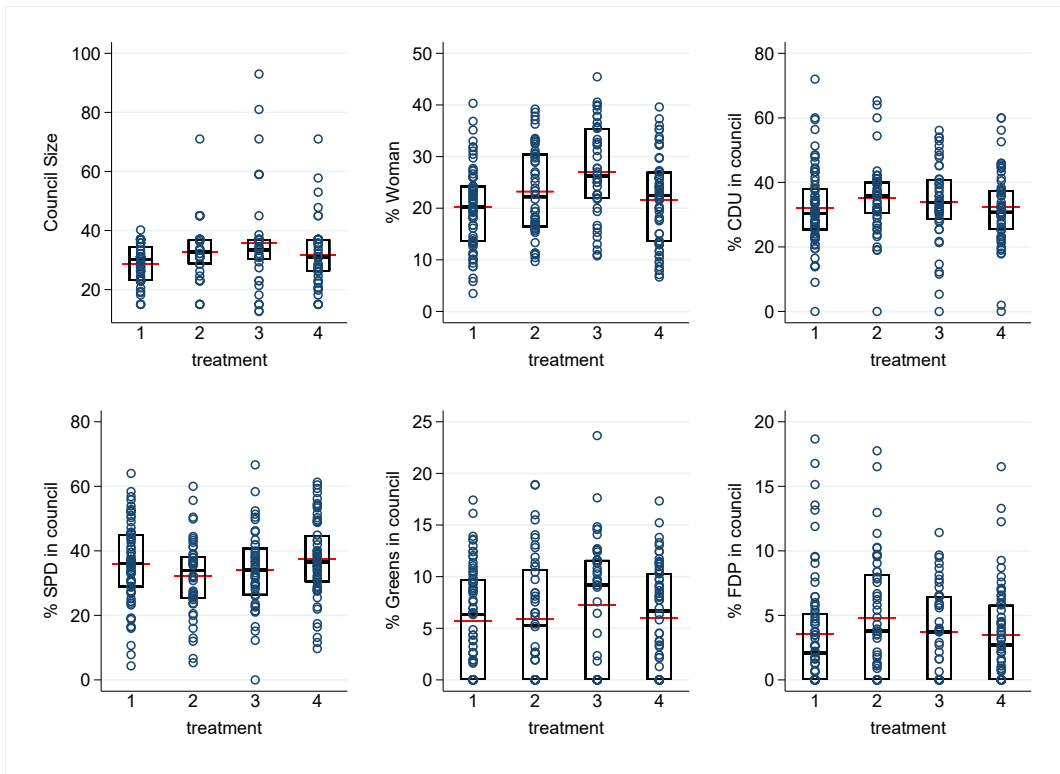 Council Size
100
80
60
40
20
1 2 3 4
treatment
% Woman
50
40
30
20
10
0
1 2 3 4
treatment
% CDU in council
80
60
40
20
0
1 2 3 4
treatment
% SPD in council
80
60
40
20
0
1 2 3 4
treatment
% Greens in council
25
20
15
10
5
0
1 2 3 4
treatment
% FDP in council
20
15
10
5
0
1 2 3 4
treatment